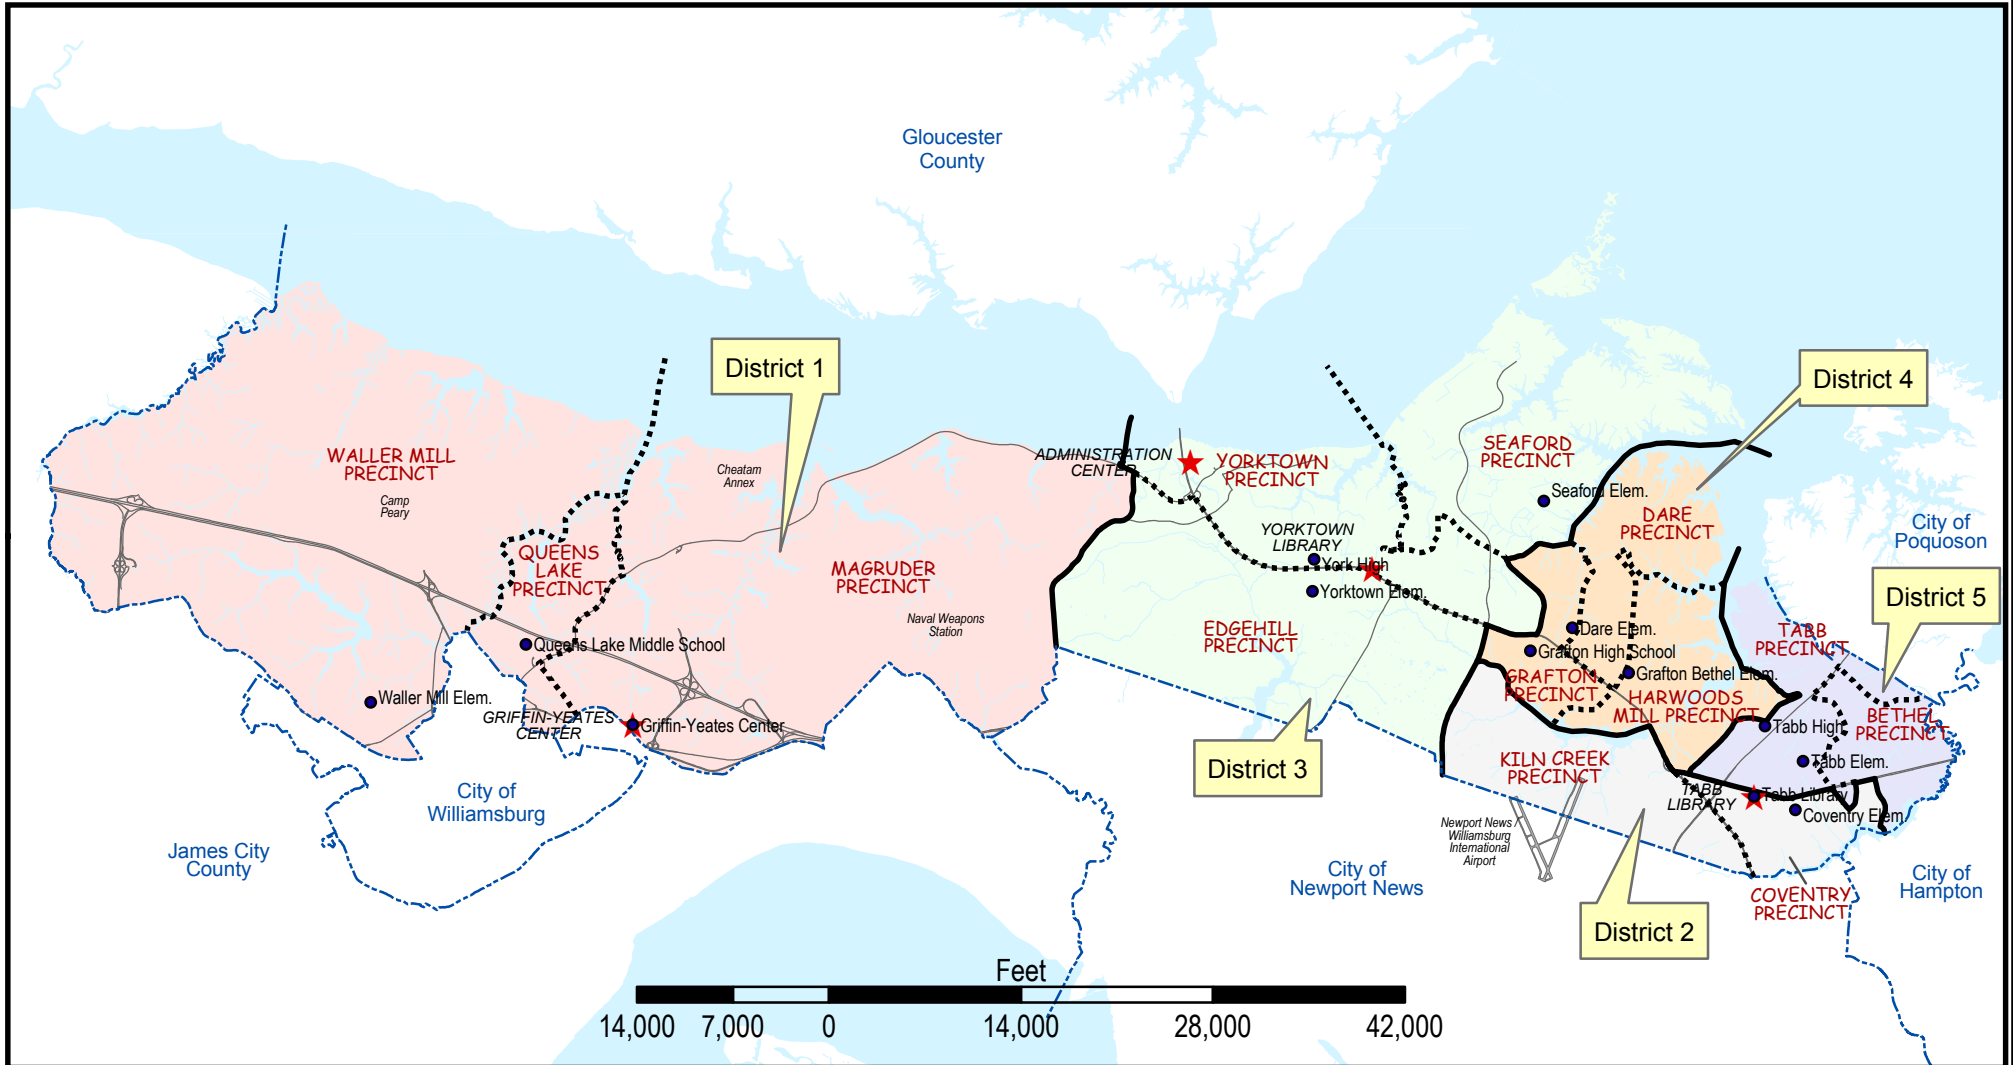 Gloucester
County
District 1
District 4
WALLER MILL
PRECINCT
Camp
Peary
Cheatam
Annex
ADMINISTRATION
CENTER
YORKTOWN
PRECINCT
SEAFORD
PRECINCT
Seaford Elem.
DARE
PRECINCT
City of
Poquoson
YORKTOWN
LIBRARY
York High
Yorktown Elem.
QUEENS
LAKE
PRECINCT
MAGRUDER
PRECINCT
Naval Weapons
Station
District 5
EDGEHILL
PRECINCT
Dare Elem.
Grafton High School
Grafton Bethel Elem.
TABB
PRECINCT
Queens Lake Middle School
Waller Mill Elem.
GRIFFIN-YEATES
CENTER
Griffin-Yeates Center
GRAFTON
PRECINCT
HARWOODS
MILL PRECINCT
BETHEL
PRECINCT
Tabb High
Tabb Elem.
District 3
KILN CREEK
PRECINCT
TABB
LIBRARY
Tabb Library
Coventry Elem.
City of
Williamsburg
James City
County
Newport News /
Williamsburg
International
Airport
City of
Newport News
City of
Hampton
COVENTRY
PRECINCT
District 2
Feet
14,000 7,000 0 14,000 28,000 42,000